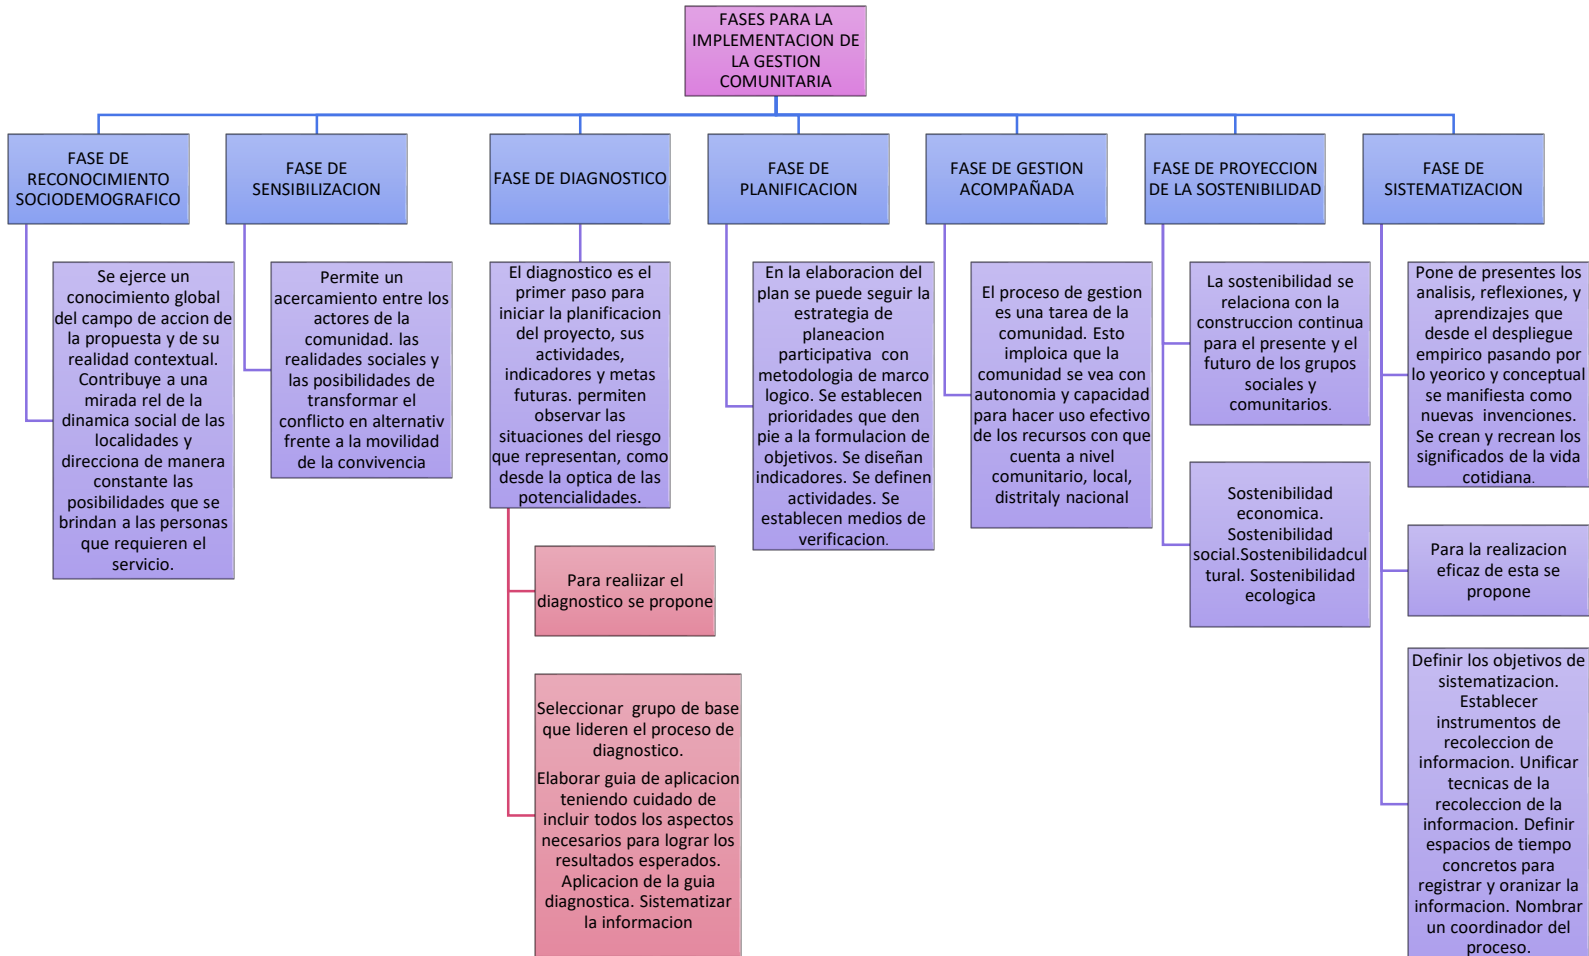 FASES PARA LA
IMPLEMENTACION DE
LA GESTION
COMUNITARIA
FASE DE
RECONOCIMIENTO
SOCIODEMOGRAFICO
Se ejerce un
conocimiento global
del campo de accion de
la propuesta y de su
realidad contextual.
Contribuye a una
mirada rel de la
dinamica social de las
localidades y
direcciona de manera
constante las
posibilidades que se
brindan a las personas
que requieren el
servicio.
FASE DE
SENSIBILIZACION
Permite un
acercamiento entre los
actores de la
comunidad. las
realidades sociales y
las posibilidades de
transformar el
conflicto en alternativ
frente a la movilidad
de la convivencia
FASE DE DIAGNOSTICO
El diagnostico es el
primer paso para
iniciar la planificacion
del proyecto, sus
actividades,
indicadores y metas
futuras. permiten
observar las
situaciones del riesgo
que representan, como
desde la optica de las
potencialidades.
Para realiizar el
diagnostico se propone
Seleccionar  grupo de base
que lideren el proceso de
diagnostico.
Elaborar guia de aplicacion
teniendo cuidado de
incluir todos los aspectos
necesarios para lograr los
resultados esperados.
Aplicacion de la guia
diagnostica. Sistematizar
la informacion
FASE DE
PLANIFICACION
En la elaboracion del
plan se puede seguir la
estrategia de
planeacion
participativa  con
metodologia de marco
logico. Se establecen
prioridades que den
pie a la formulacion de
objetivos. Se diseñan
indicadores. Se definen
actividades. Se
establecen medios de
verificacion.
FASE DE GESTION
ACOMPAÑADA
El proceso de gestion
es una tarea de la
comunidad. Esto
imploica que la
comunidad se vea con
autonomia y capacidad
para hacer uso efectivo
de los recursos con que
cuenta a nivel
comunitario, local,
distritaly nacional
FASE DE PROYECCION
DE LA SOSTENIBILIDAD
La sostenibilidad se
relaciona con la
construccion continua
para el presente y el
futuro de los grupos
sociales y
comunitarios.
Sostenibilidad
economica.
Sostenibilidad
social.Sostenibilidadcul
tural. Sostenibilidad
ecologica
FASE DE
SISTEMATIZACION
Pone de presentes los
analisis, reflexiones, y
aprendizajes que
desde el despliegue
empirico pasando por
lo yeorico y conceptual
se manifiesta como
nuevas  invenciones.
Se crean y recrean los
significados de la vida
cotidiana.
Para la realizacion
eficaz de esta se
propone
Definir los objetivos de
sistematizacion.
Establecer
instrumentos de
recoleccion de
informacion. Unificar
tecnicas de la
recoleccion de la
informacion. Definir
espacios de tiempo
concretos para
registrar y oranizar la
informacion. Nombrar
un coordinador del
proceso.